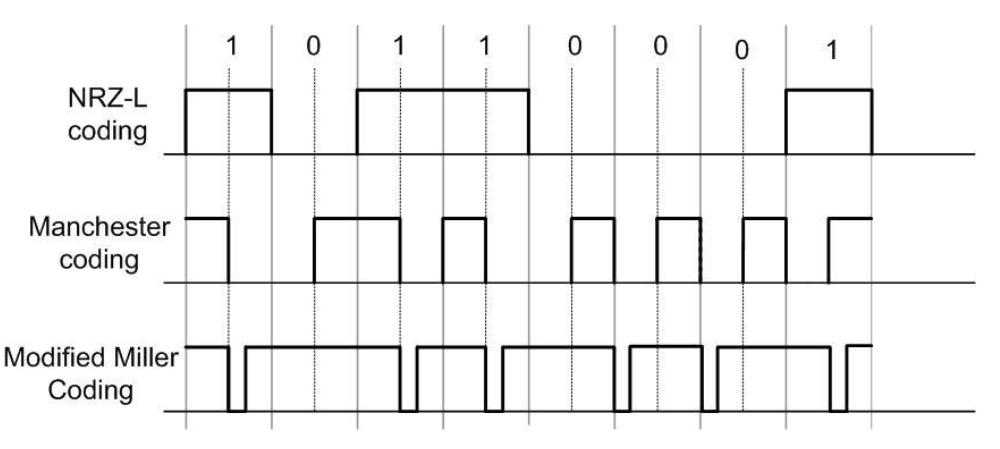 1 0 1 1 0 0 0 1
NRZ-L
coding
Manchester
coding
Modified Miller
Coding